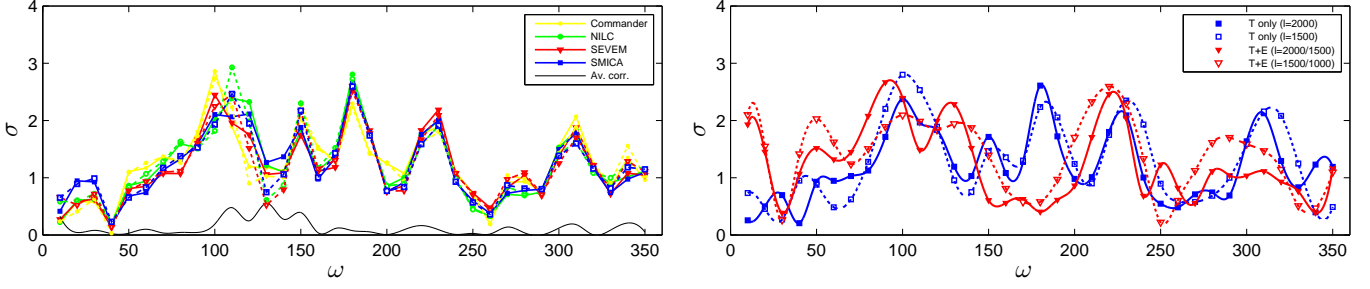 4
3
2
1
0
σ
0 50 100 150 200 250 300 350
ω
Commander
NILC
SEVEM
SMICA
Av. corr.
4
3
2
1
0
σ
0 50 100 150 200 250 300 350
ω
T only (l=2000)
T only (l=1500)
T+E (l=2000/1500)
T+E (l=1500/1000)